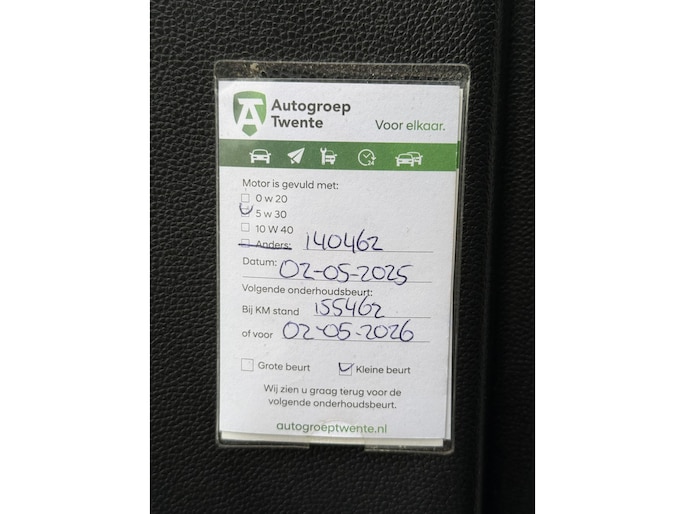 Autogroep
Twente
Voor elkaar.
24
Motor is gevuld met:
0 w 20
5 w 30
10 W 40
Anders: 140462
Datum: 02-05-2025
Volgende onderhoudsbeurt:
Bij KM stand 155462
of voor 02-05-2026
Grote beurt Kleine beurt
Wij zien u graag terug voor de
volgende onderhoudsbeurt.
autogroeptwente.nl